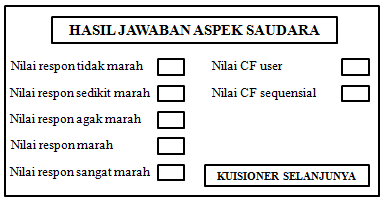 HASIL JAWABAN ASPEK SAUDARA
Nilai respon tidak marah
Nilai CF user
Nilai respon sedikit marah
Nilai CF sequensial
Nilai respon agak marah
Nilai respon marah
Nilai respon sangat marah
KUISIONER SELANJUNYA